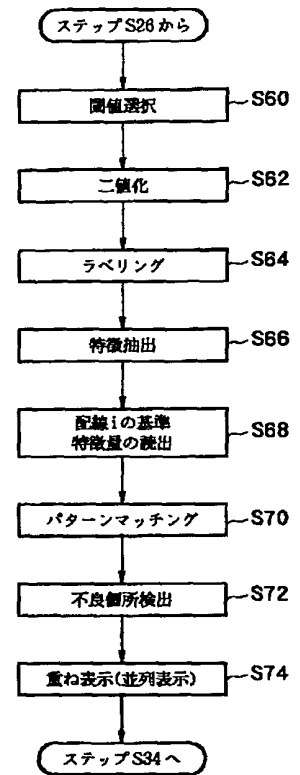 ステップS26から
閾値選択
S60
二値化
S62
ラベリング
S64
特徴抽出
S66
配線iの基準
特徴量の読出
S68
パターンマッチング
S70
不良個所検出
S72
重ね表示(並列表示)
S74
ステップS34へ